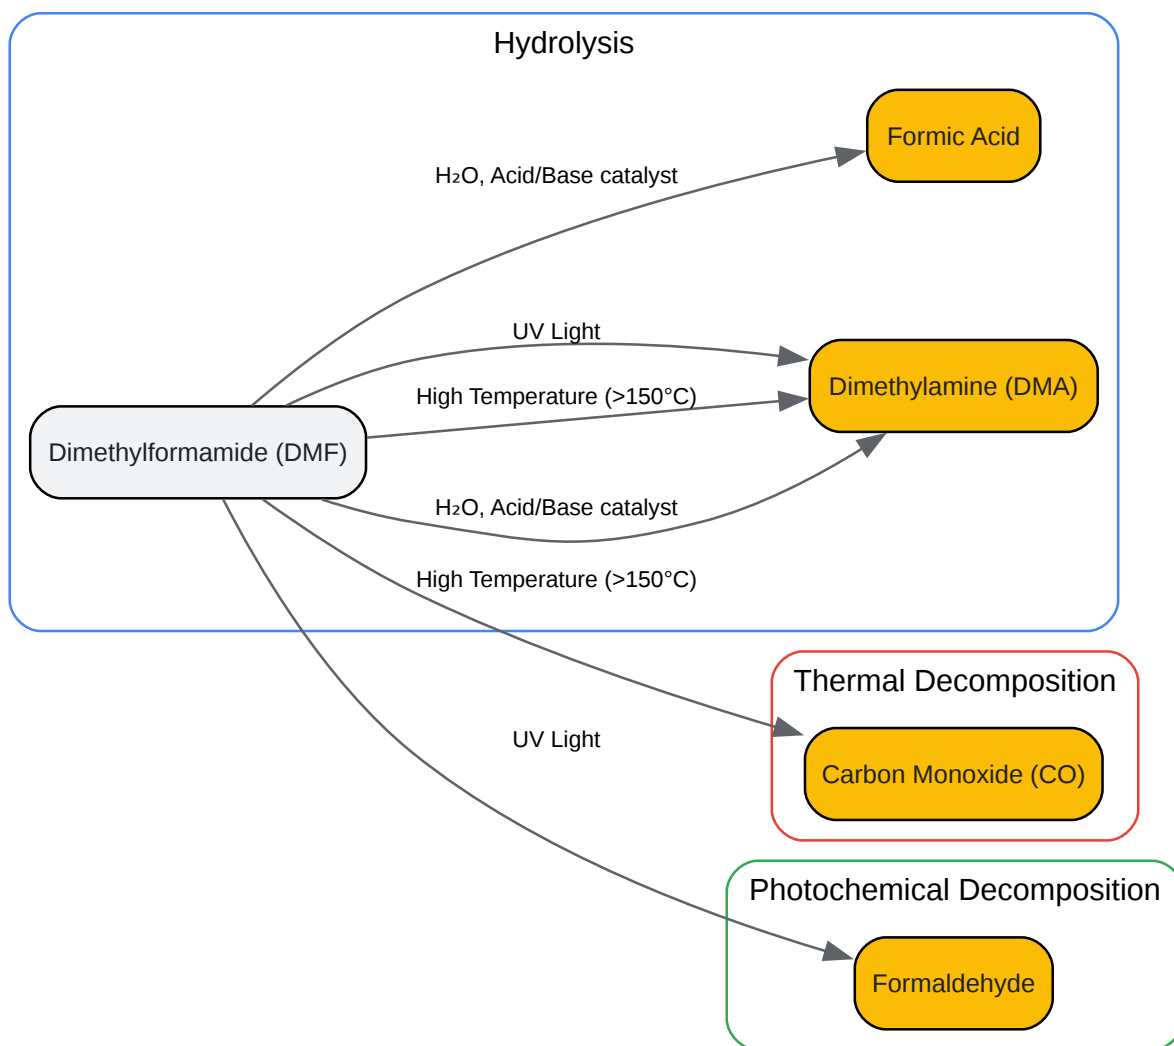 Hydrolysis
Formic Acid
H₂O, Acid/Base catalyst
UV Light
Dimethylamine (DMA)
High Temperature (>150°C)
Dimethylformamide (DMF)
H₂O, Acid/Base catalyst
High Temperature (>150°C)
Thermal Decomposition
UV Light
Carbon Monoxide (CO)
Photochemical Decomposition
Formaldehyde